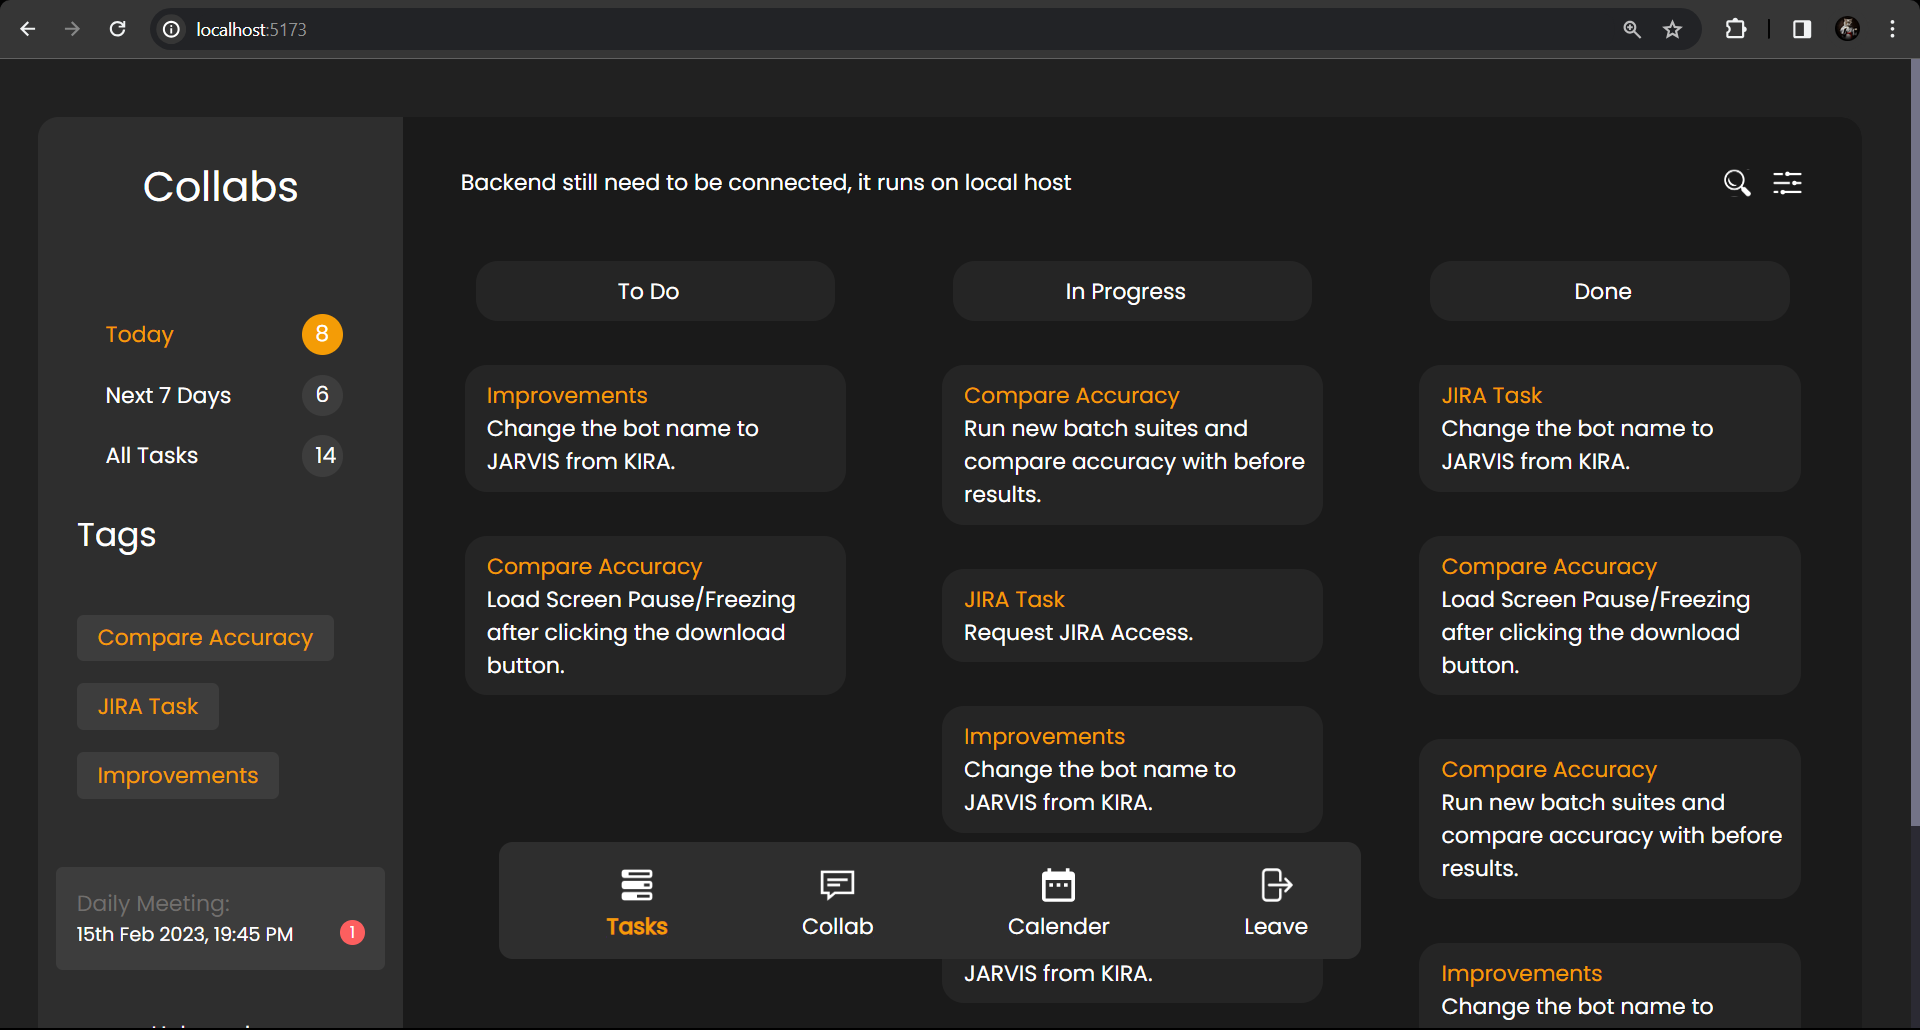 localhost:5173
Collabs
Today 8
Next 7 Days 6
All Tasks 14
Tags
Compare Accuracy
JIRA Task
Improvements
Daily Meeting:
15th Feb 2023, 19:45 PM 1
Backend still need to be connected, it runs on local host
To Do
Improvements
Change the bot name to
JARVIS from KIRA.
Compare Accuracy
Load Screen Pause/Freezing
after clicking the download
button.
In Progress
Compare Accuracy
Run new batch suites and
compare accuracy with before
results.
JIRA Task
Request JIRA Access.
Improvements
Change the bot name to
JARVIS from KIRA.
JARVIS from KIRA.
Done
JIRA Task
Change the bot name to
JARVIS from KIRA.
Compare Accuracy
Load Screen Pause/Freezing
after clicking the download
button.
Compare Accuracy
Run new batch suites and
compare accuracy with before
results.
Improvements
Change the bot name to
Tasks
Collab
Calender
Leave